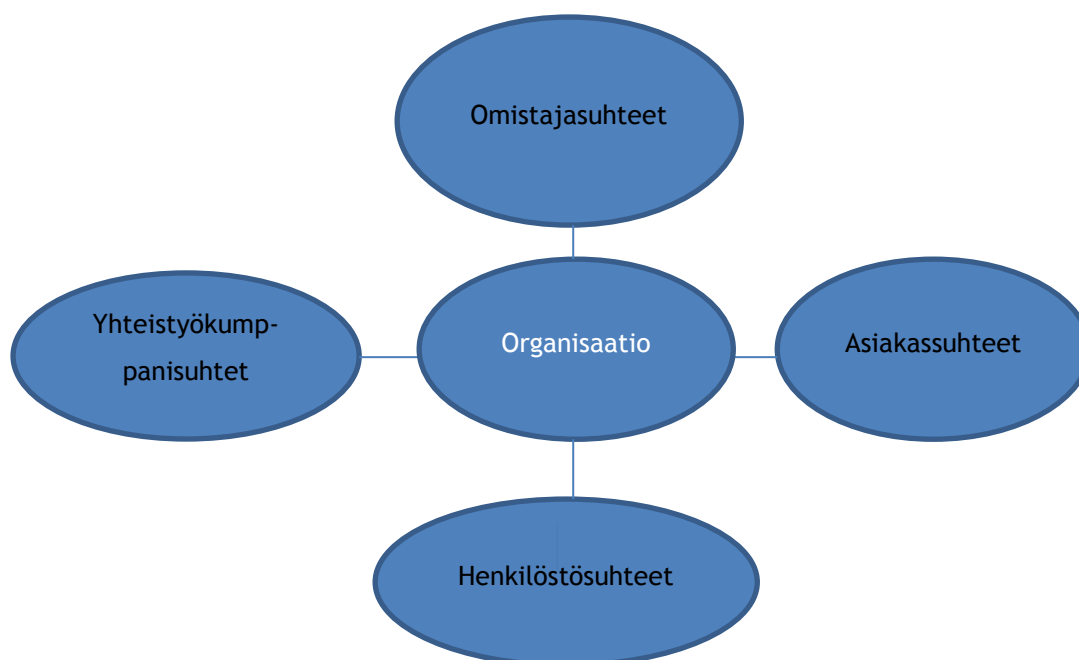 Omistajasuhteet
Yhteistyökump-
panisuhtet
Organisaatio
Asiakassuhteet
Henkilöstösuhteet